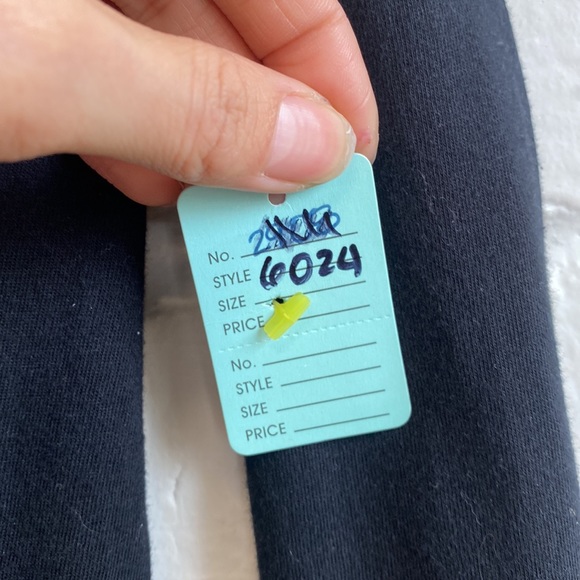 No.
STYLE 6024
SIZE
PRICE
No.
STYLE
SIZE
PRICE